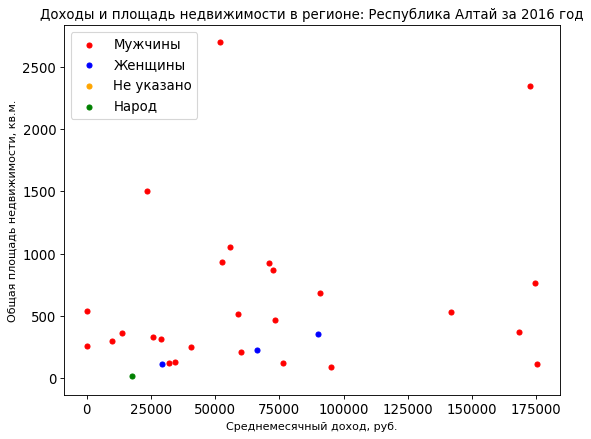 Доходы и площадь недвижимости в регионе: Республика Алтай за 2016 год
Мужчины
Женщины
Не указано
Народ
2500
2000
1500
1000
500
0
Общая площадь недвижимости, кв.м.
0 25000 50000 75000 100000 125000 150000 175000
Среднемесячный доход, руб.